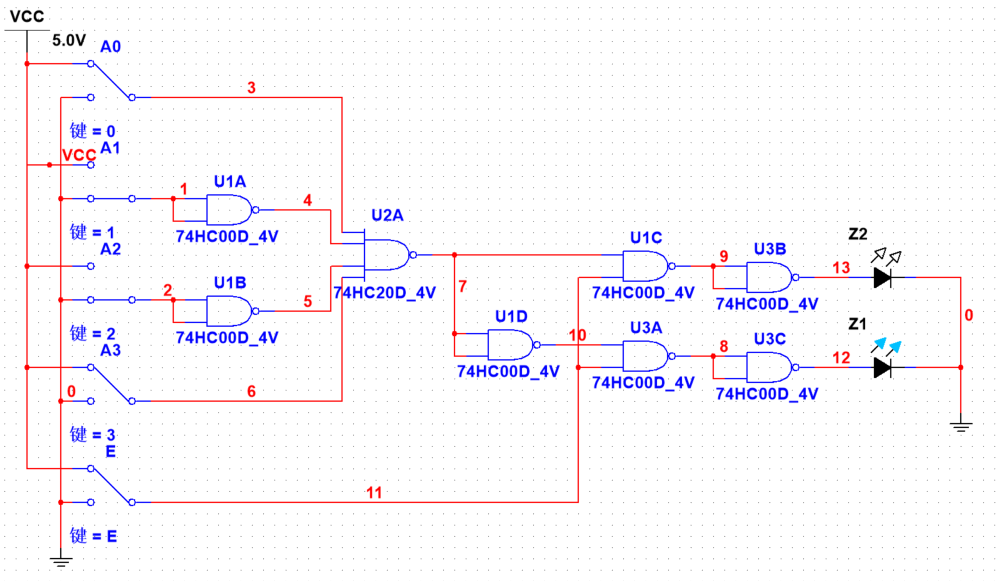 VCC
5.0V
A0
3
键 = 0
A1
VCC
1
U1A
4
74HC00D_4V
键 = 1
A2
U2A
74HC20D_4V
7
2
U1B
5
74HC00D_4V
键 = 2
A3
0
6
键 = 3
E
11
键 = E
U1D
10
74HC00D_4V
U1C
9
74HC00D_4V
U3B
13
74HC00D_4V
Z2
U3A
8
74HC00D_4V
U3C
12
74HC00D_4V
Z1
0